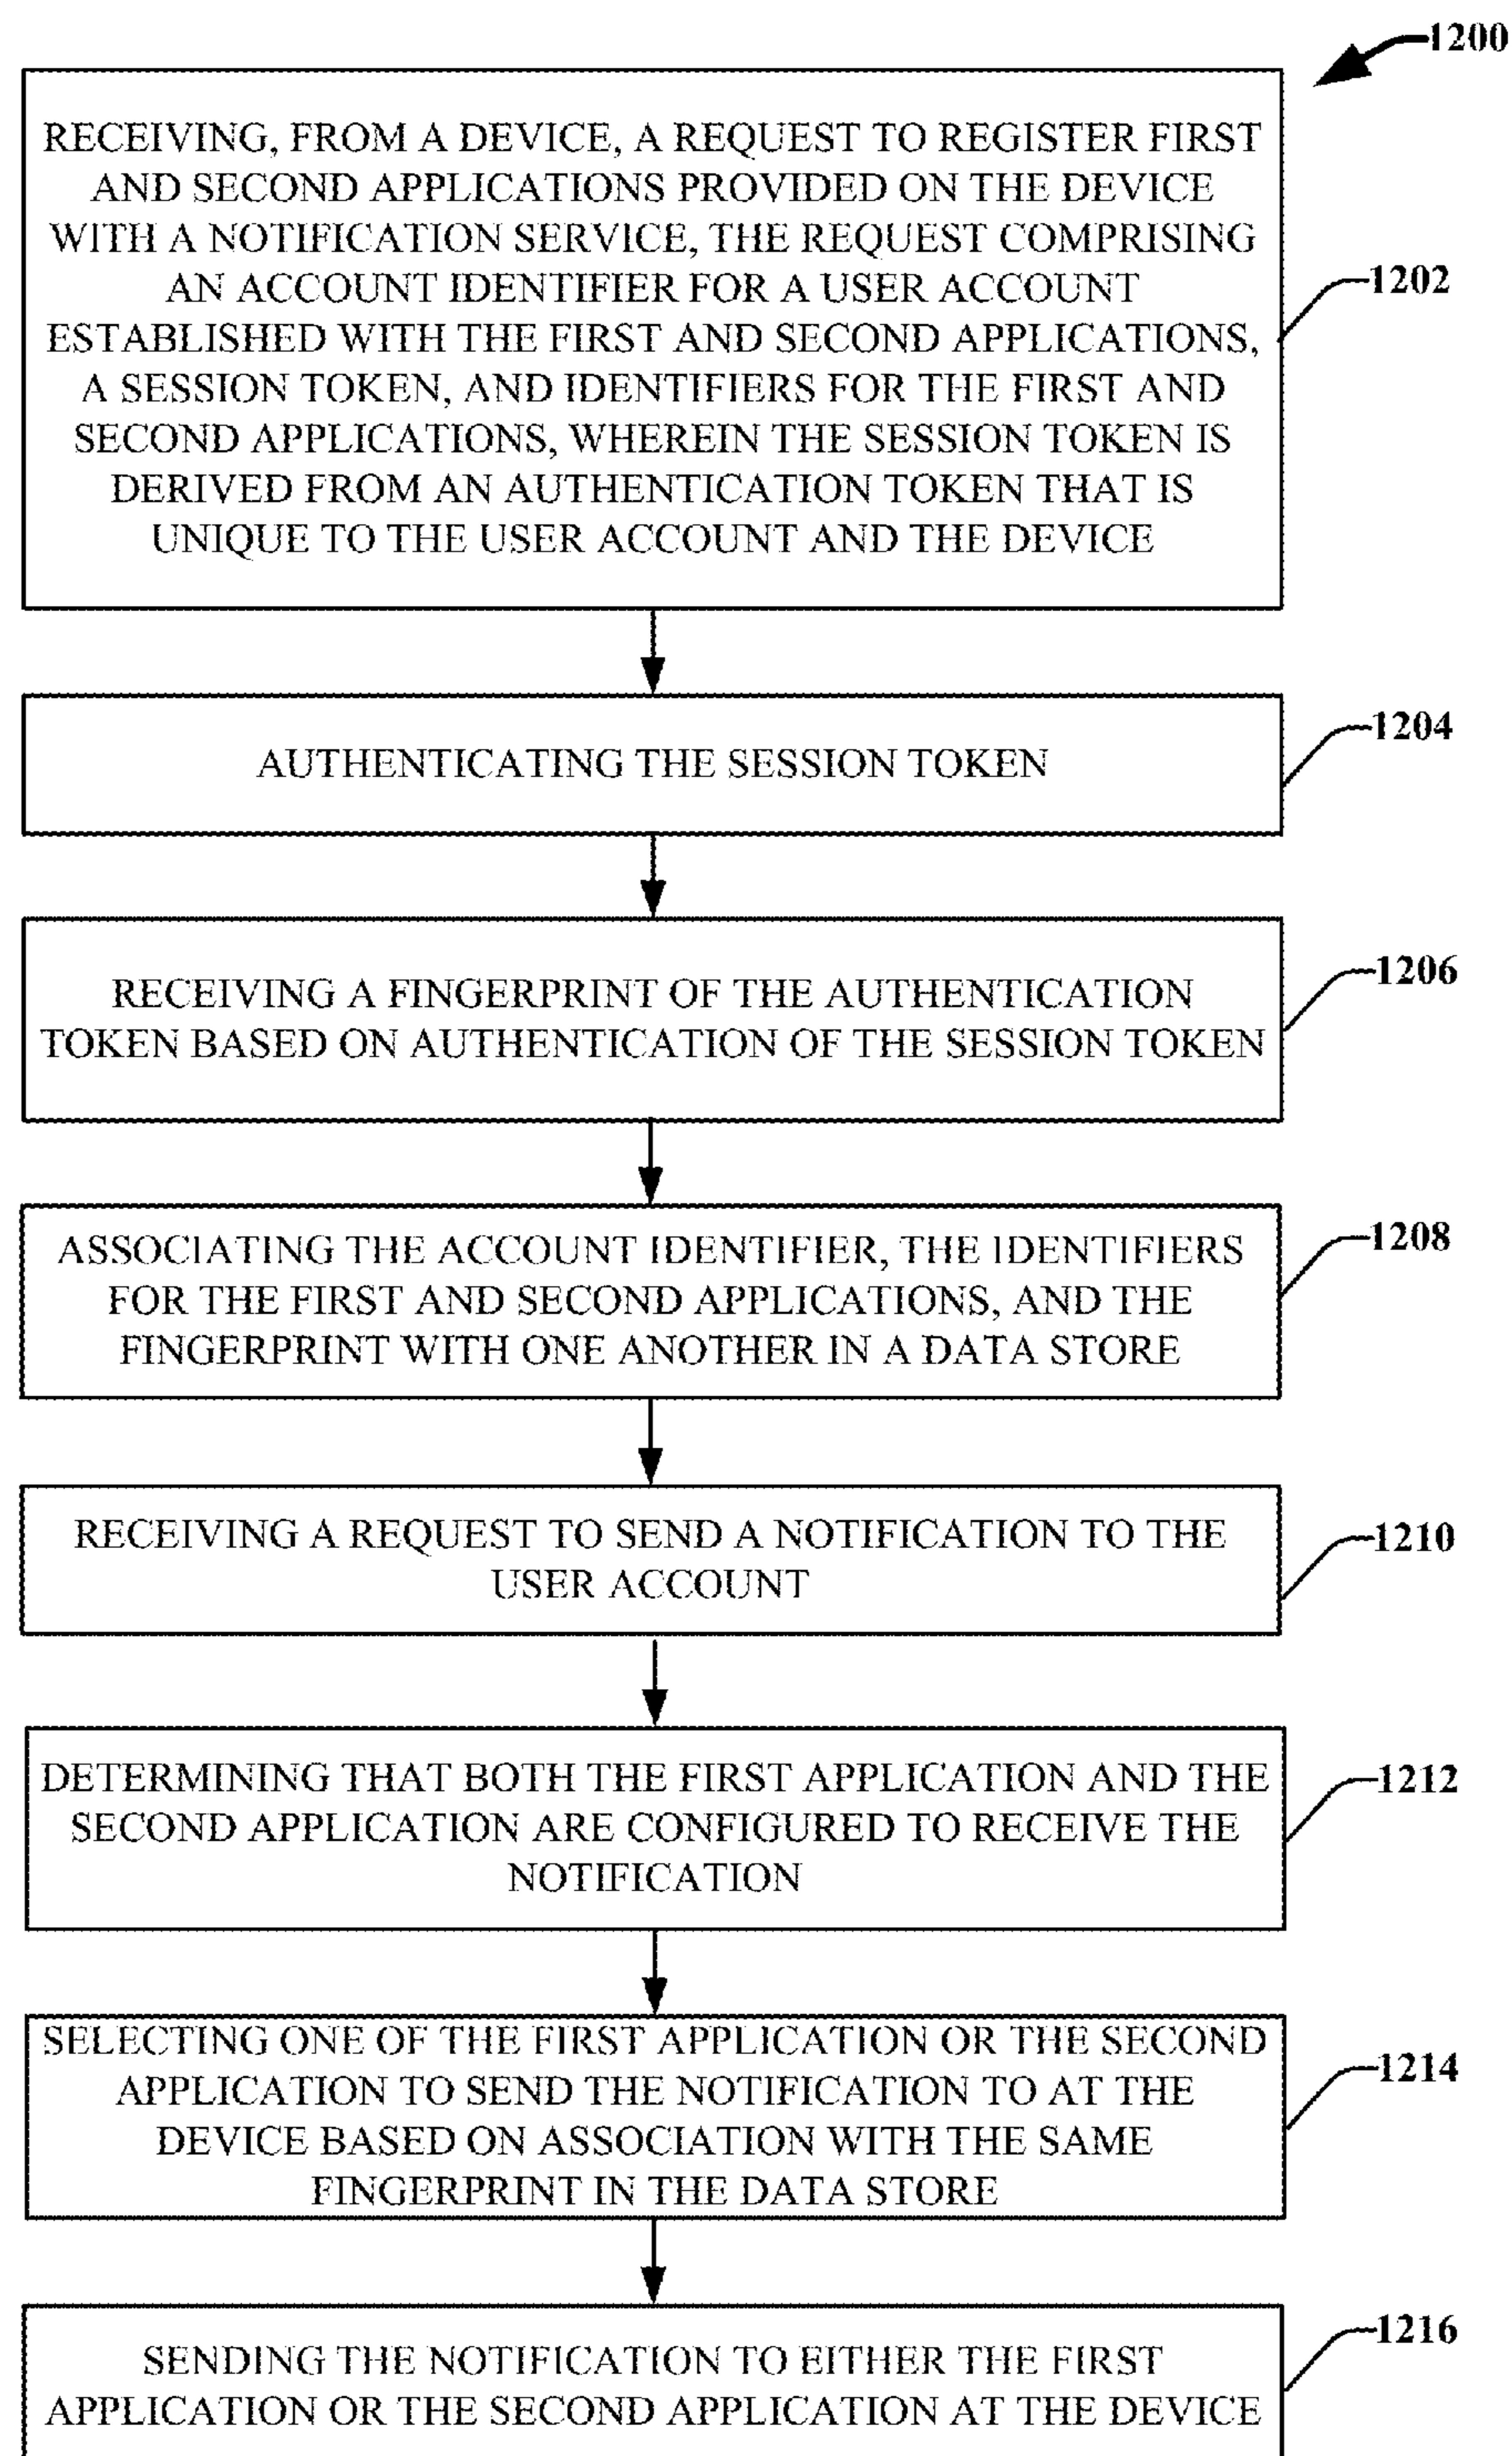 1200
RECEIVING, FROM A DEVICE, A REQUEST TO REGISTER FIRST
AND SECOND APPLICATIONS PROVIDED ON THE DEVICE
WITH A NOTIFICATION SERVICE, THE REQUEST COMPRISING
AN ACCOUNT IDENTIFIER FOR A USER ACCOUNT
ESTABLISHED WITH THE FIRST AND SECOND APPLICATIONS,
A SESSION TOKEN, AND IDENTIFIERS FOR THE FIRST AND
SECOND APPLICATIONS, WHEREIN THE SESSION TOKEN IS
DERIVED FROM AN AUTHENTICATION TOKEN THAT IS
UNIQUE TO THE USER ACCOUNT AND THE DEVICE
1202
AUTHENTICATING THE SESSION TOKEN
1204
RECEIVING A FINGERPRINT OF THE AUTHENTICATION
TOKEN BASED ON AUTHENTICATION OF THE SESSION TOKEN
1206
ASSOCIATING THE ACCOUNT IDENTIFIER, THE IDENTIFIERS
FOR THE FIRST AND SECOND APPLICATIONS, AND THE
FINGERPRINT WITH ONE ANOTHER IN A DATA STORE
1208
RECEIVING A REQUEST TO SEND A NOTIFICATION TO THE
USER ACCOUNT
1210
DETERMINING THAT BOTH THE FIRST APPLICATION AND THE
SECOND APPLICATION ARE CONFIGURED TO RECEIVE THE
NOTIFICATION
1212
SELECTING ONE OF THE FIRST APPLICATION OR THE SECOND
APPLICATION TO SEND THE NOTIFICATION TO AT THE
DEVICE BASED ON ASSOCIATION WITH THE SAME
FINGERPRINT IN THE DATA STORE
1214
SENDING THE NOTIFICATION TO EITHER THE FIRST
APPLICATION OR THE SECOND APPLICATION AT THE DEVICE
1216